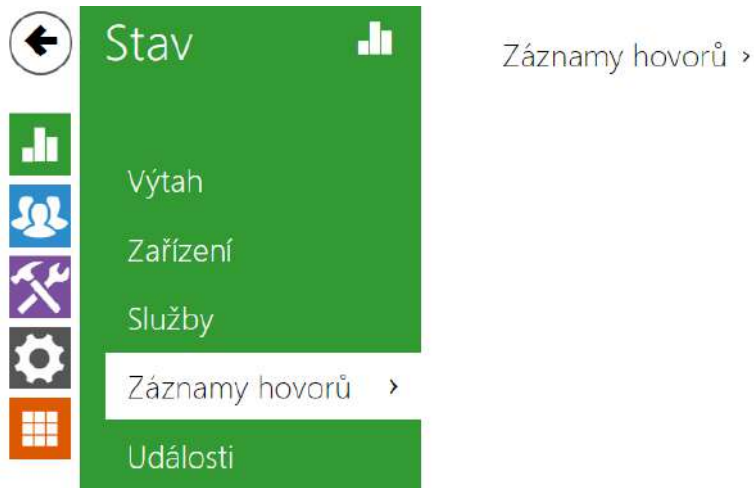 Stav
Výtah
Zařízení
Služby
Záznamy hovorů ›
Události
Záznamy hovorů ›